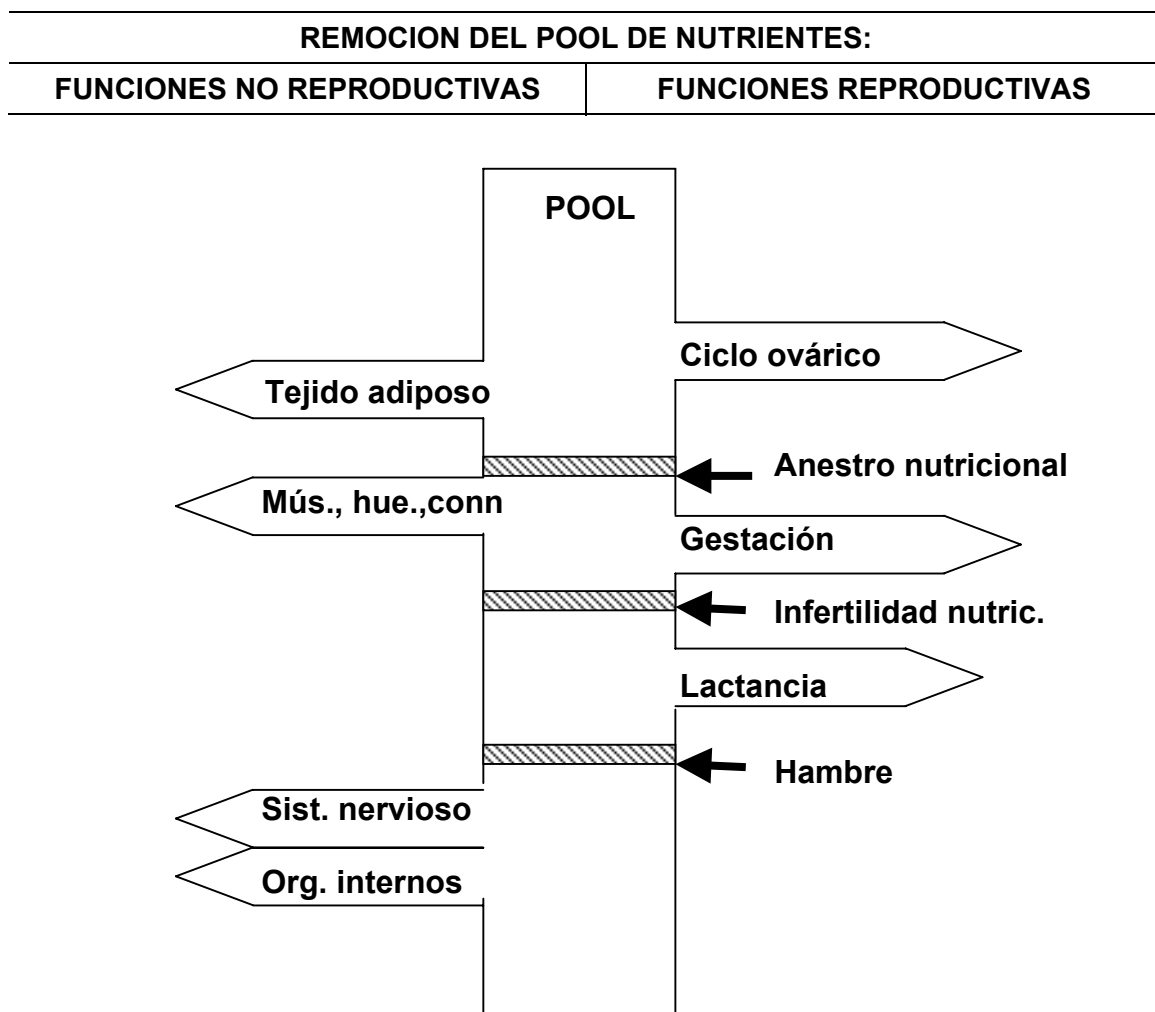 REMOCION DEL POOL DE NUTRIENTES:
FUNCIONES NO REPRODUCTIVAS
FUNCIONES REPRODUCTIVAS
POOL
Ciclo ovárico
Tejido adiposo
Anestro nutricional
Mús., hue.,conn
Gestación
Infertilidad nutric.
Lactancia
Hambre
Sist. nervioso
Org. internos